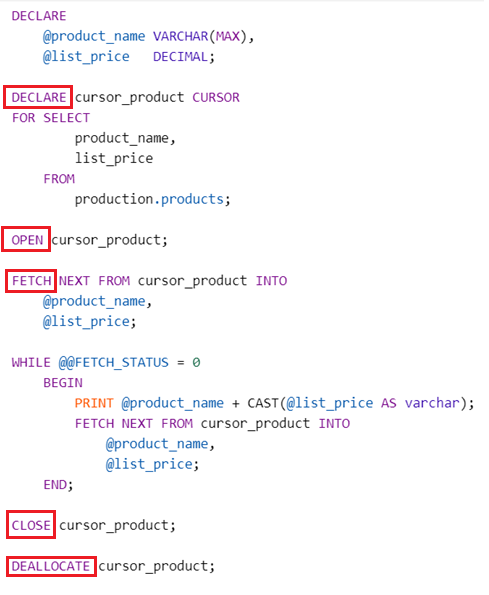 DECLARE
    @product_name VARCHAR(MAX),
    @list_price   DECIMAL;
DECLARE cursor_product CURSOR
FOR SELECT
        product_name,
        list_price
    FROM
        production.products;
OPEN cursor_product;
FETCH NEXT FROM cursor_product INTO
    @product_name,
    @list_price;
WHILE @@FETCH_STATUS = 0
    BEGIN
        PRINT @product_name + CAST(@list_price AS varchar);
        FETCH NEXT FROM cursor_product INTO
            @product_name,
            @list_price;
    END;
CLOSE cursor_product;
DEALLOCATE cursor_product;